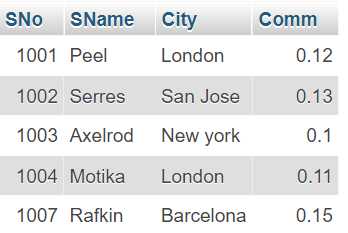 SNo SName City Comm
1001 Peel London 0.12
1002 Serres San Jose 0.13
1003 Axelrod New york 0.1
1004 Motika London 0.11
1007 Rafkin Barcelona 0.15